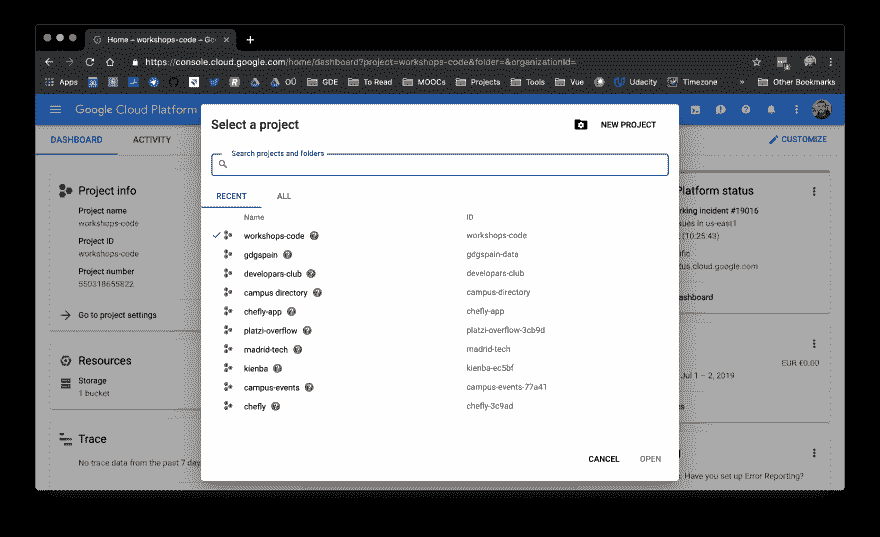 Home – workshops-code – Go
https://console.cloud.google.com/home/dashboard?project=workshops-code&folder=&organizationId=
Apps
OÜ
GDE
To Read
MOOCs
Projects
Tools
Vue
Udacity
Timezone
»
Other Bookmarks
Google Cloud Platform
DASHBOARD
ACTIVITY
CUSTOMIZE
Select a project
NEW PROJECT
Search projects and folders
RECENT
ALL
Name ID
workshops-code workshops-code
gdgspain gdgspain-data
developars-club developars-club
campus directory campus-directory
chefly-app chefly-app
platzi-overflow platzi-overflow-3cb9d
madrid-tech madrid-tech
kienba kienba-ec5bf
campus-events campus-events-77a41
chefly chefly-3c9ad
CANCEL
OPEN
Project info
Project name
workshops-code
Project ID
workshops-code
Project number
550318655822
Go to project settings
Resources
Storage
1 bucket
Trace
No trace data from the past 7 day
Platform status
rking incident #19016
ues in us-east1
(10:25:43)
tus.cloud.google.com
ashboard
EUR €0.00
Jul 1 – 2, 2019
Have you set up Error Reporting?